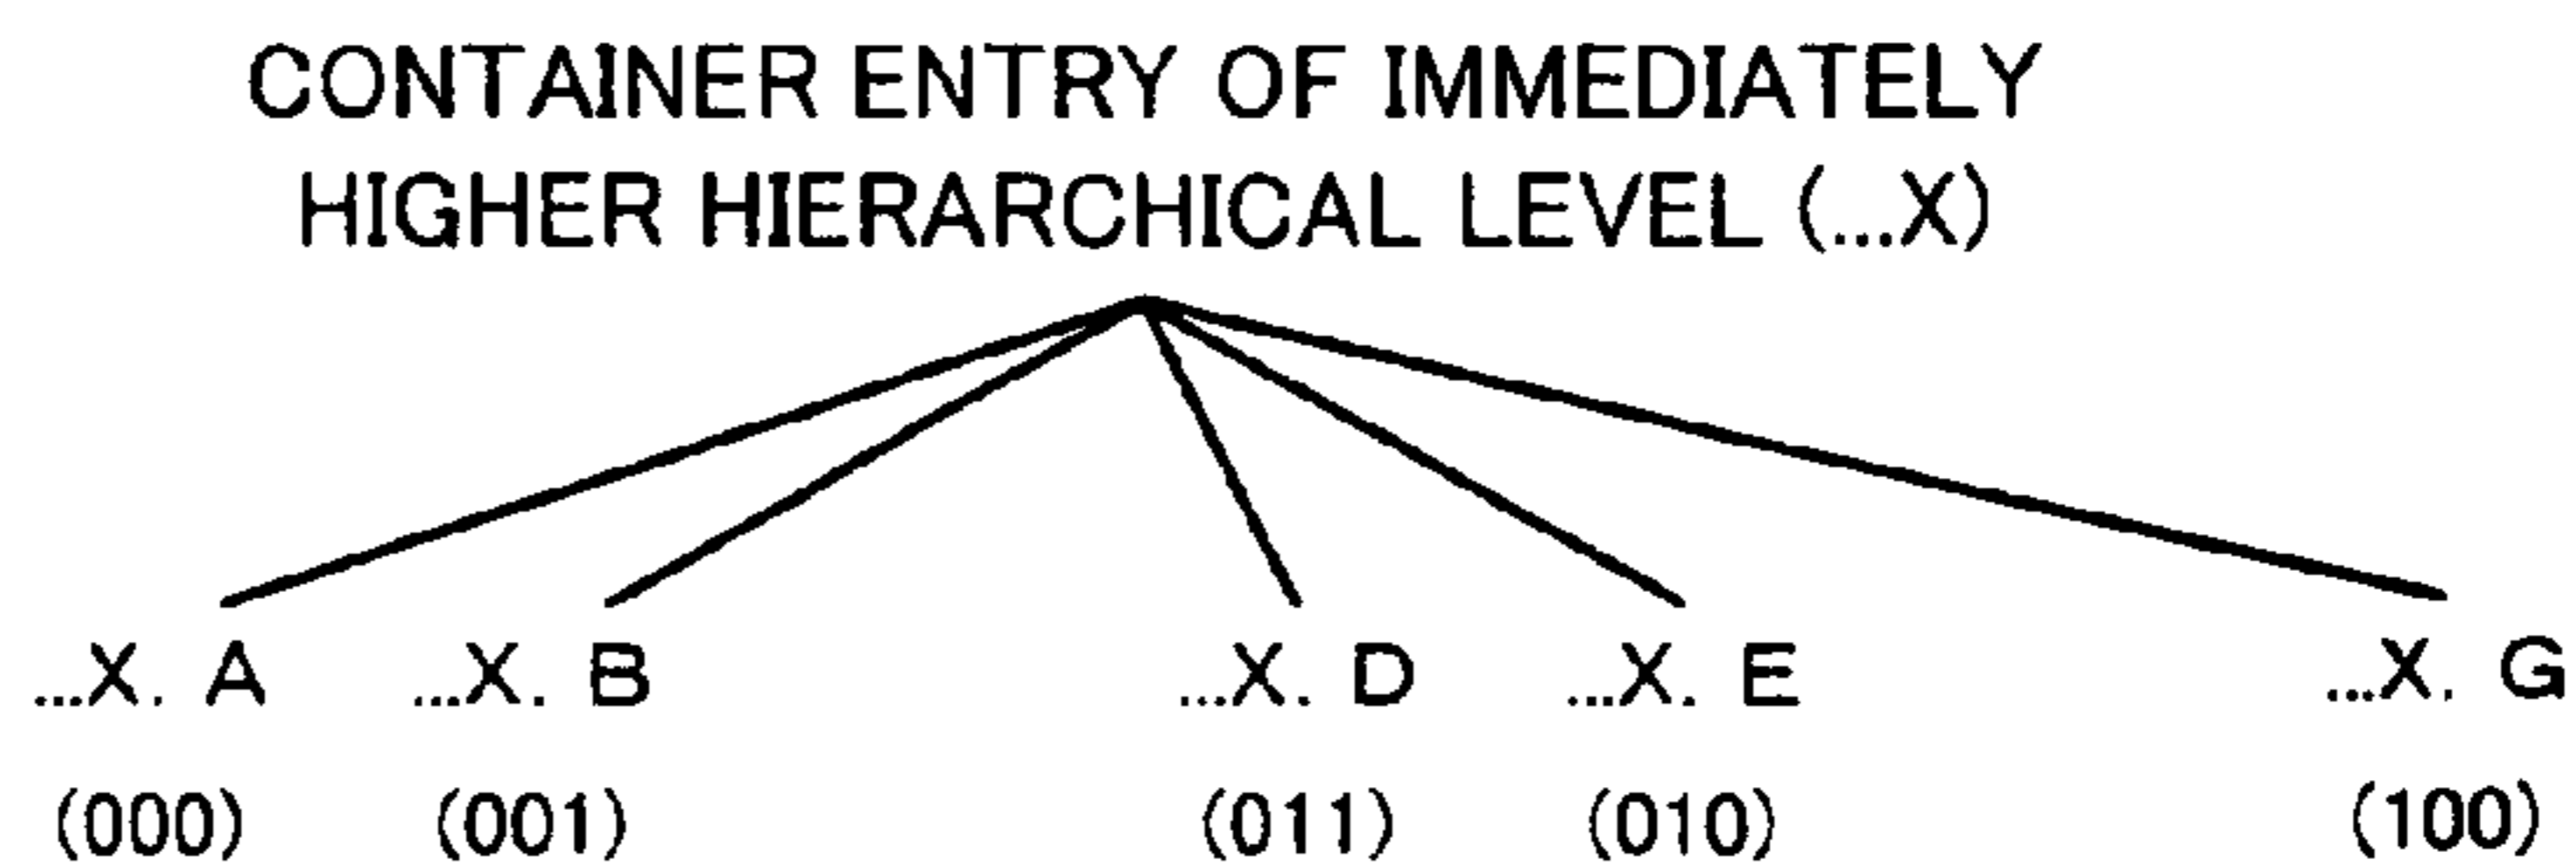 CONTAINER ENTRY OF IMMEDIATELY
HIGHER HIERARCHICAL LEVEL (...X)
...X. A ...X. B ...X. D ...X. E ...X. G
(000) (001) (011) (010) (100)